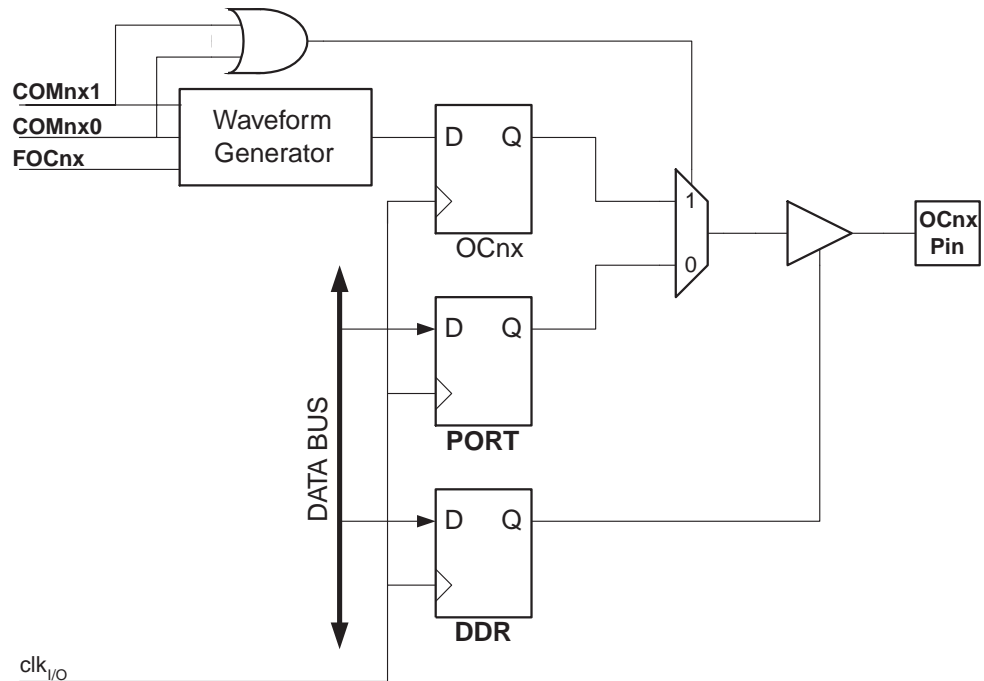 COMnx1
COMnx0
FOCnx
Waveform
Generator
D Q
OCnx
1
0
OCnx
Pin
D Q
PORT
DATA BUS
D Q
DDR
clkI/O